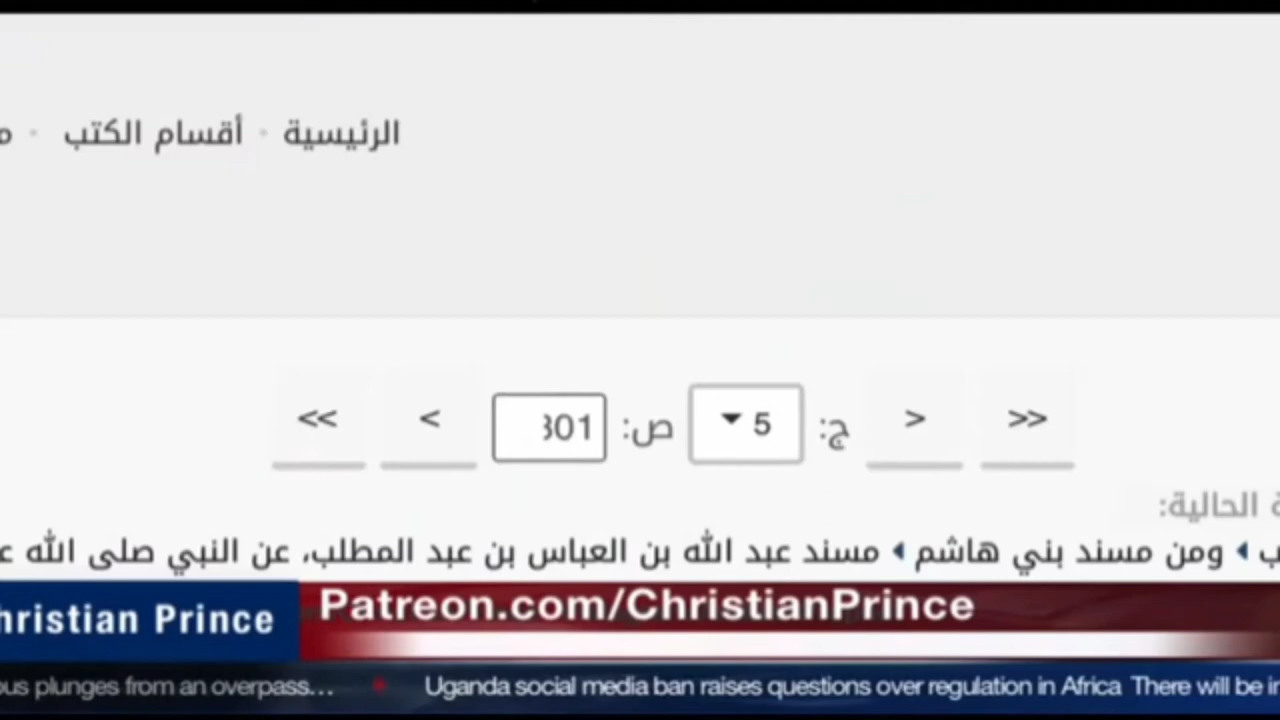 الرئيسية · أقسام الكتب ·
<< < ج: 5 ص: 301 > >>
الحالية:
ومن مسند بني هاشم ◂ مسند عبد الله بن العباس بن عبد المطلب، عن النبي صلى الله
Christian Prince
Patreon.com/ChristianPrince
plunges from an overpass... • Uganda social media ban raises questions over regulation in Africa There will be